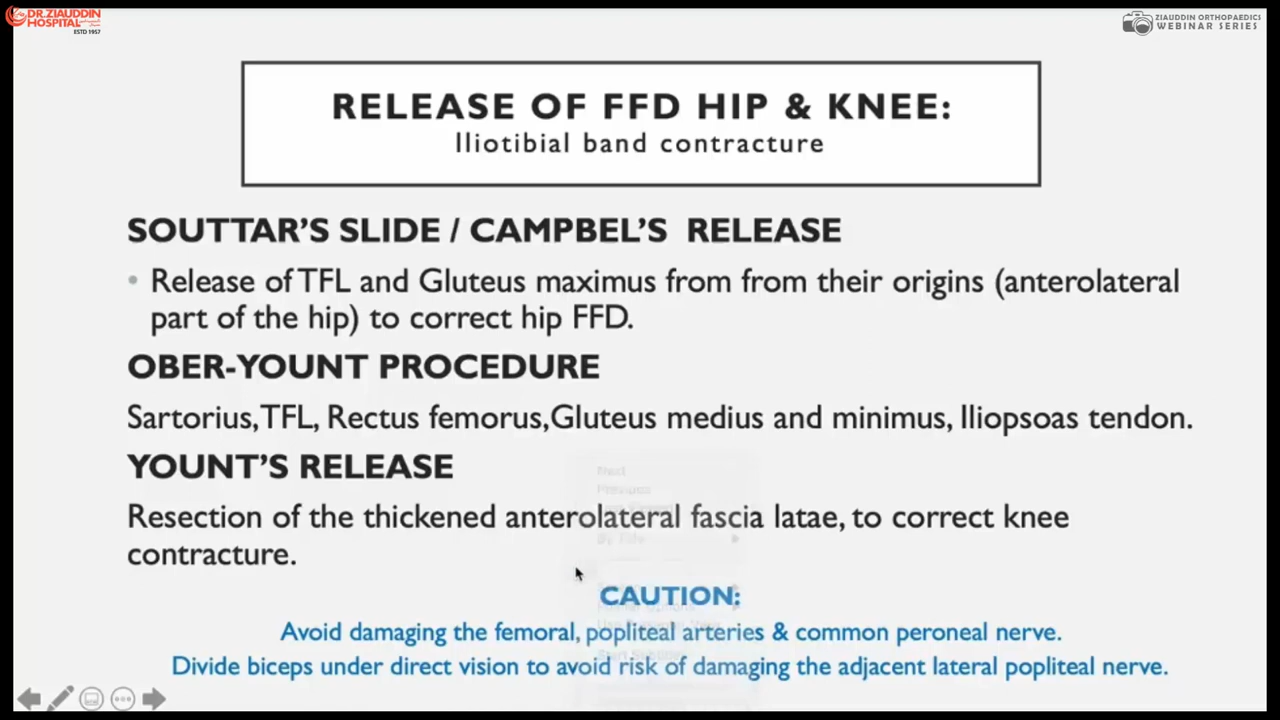 DR.ZIAUDDIN
HOSPITAL
ESTD 1957
ZIAUDDIN ORTHOPAEDICS
WEBINAR SERIES
RELEASE OF FFD HIP & KNEE:
Iliotibial band contracture
SOUTTAR’S SLIDE / CAMPBEL’S RELEASE
• Release of TFL and Gluteus maximus from from their origins (anterolateral
part of the hip) to correct hip FFD.
OBER-YOUNT PROCEDURE
Sartorius, TFL, Rectus femorus, Gluteus medius and minimus, Iliopsoas tendon.
YOUNT’S RELEASE
Resection of the thickened anterolateral fascia latae, to correct knee
contracture.
Next
Previous
By Title
CAUTION:
Avoid damaging the femoral, popliteal arteries & common peroneal nerve.
Divide biceps under direct vision to avoid risk of damaging the adjacent lateral popliteal nerve.